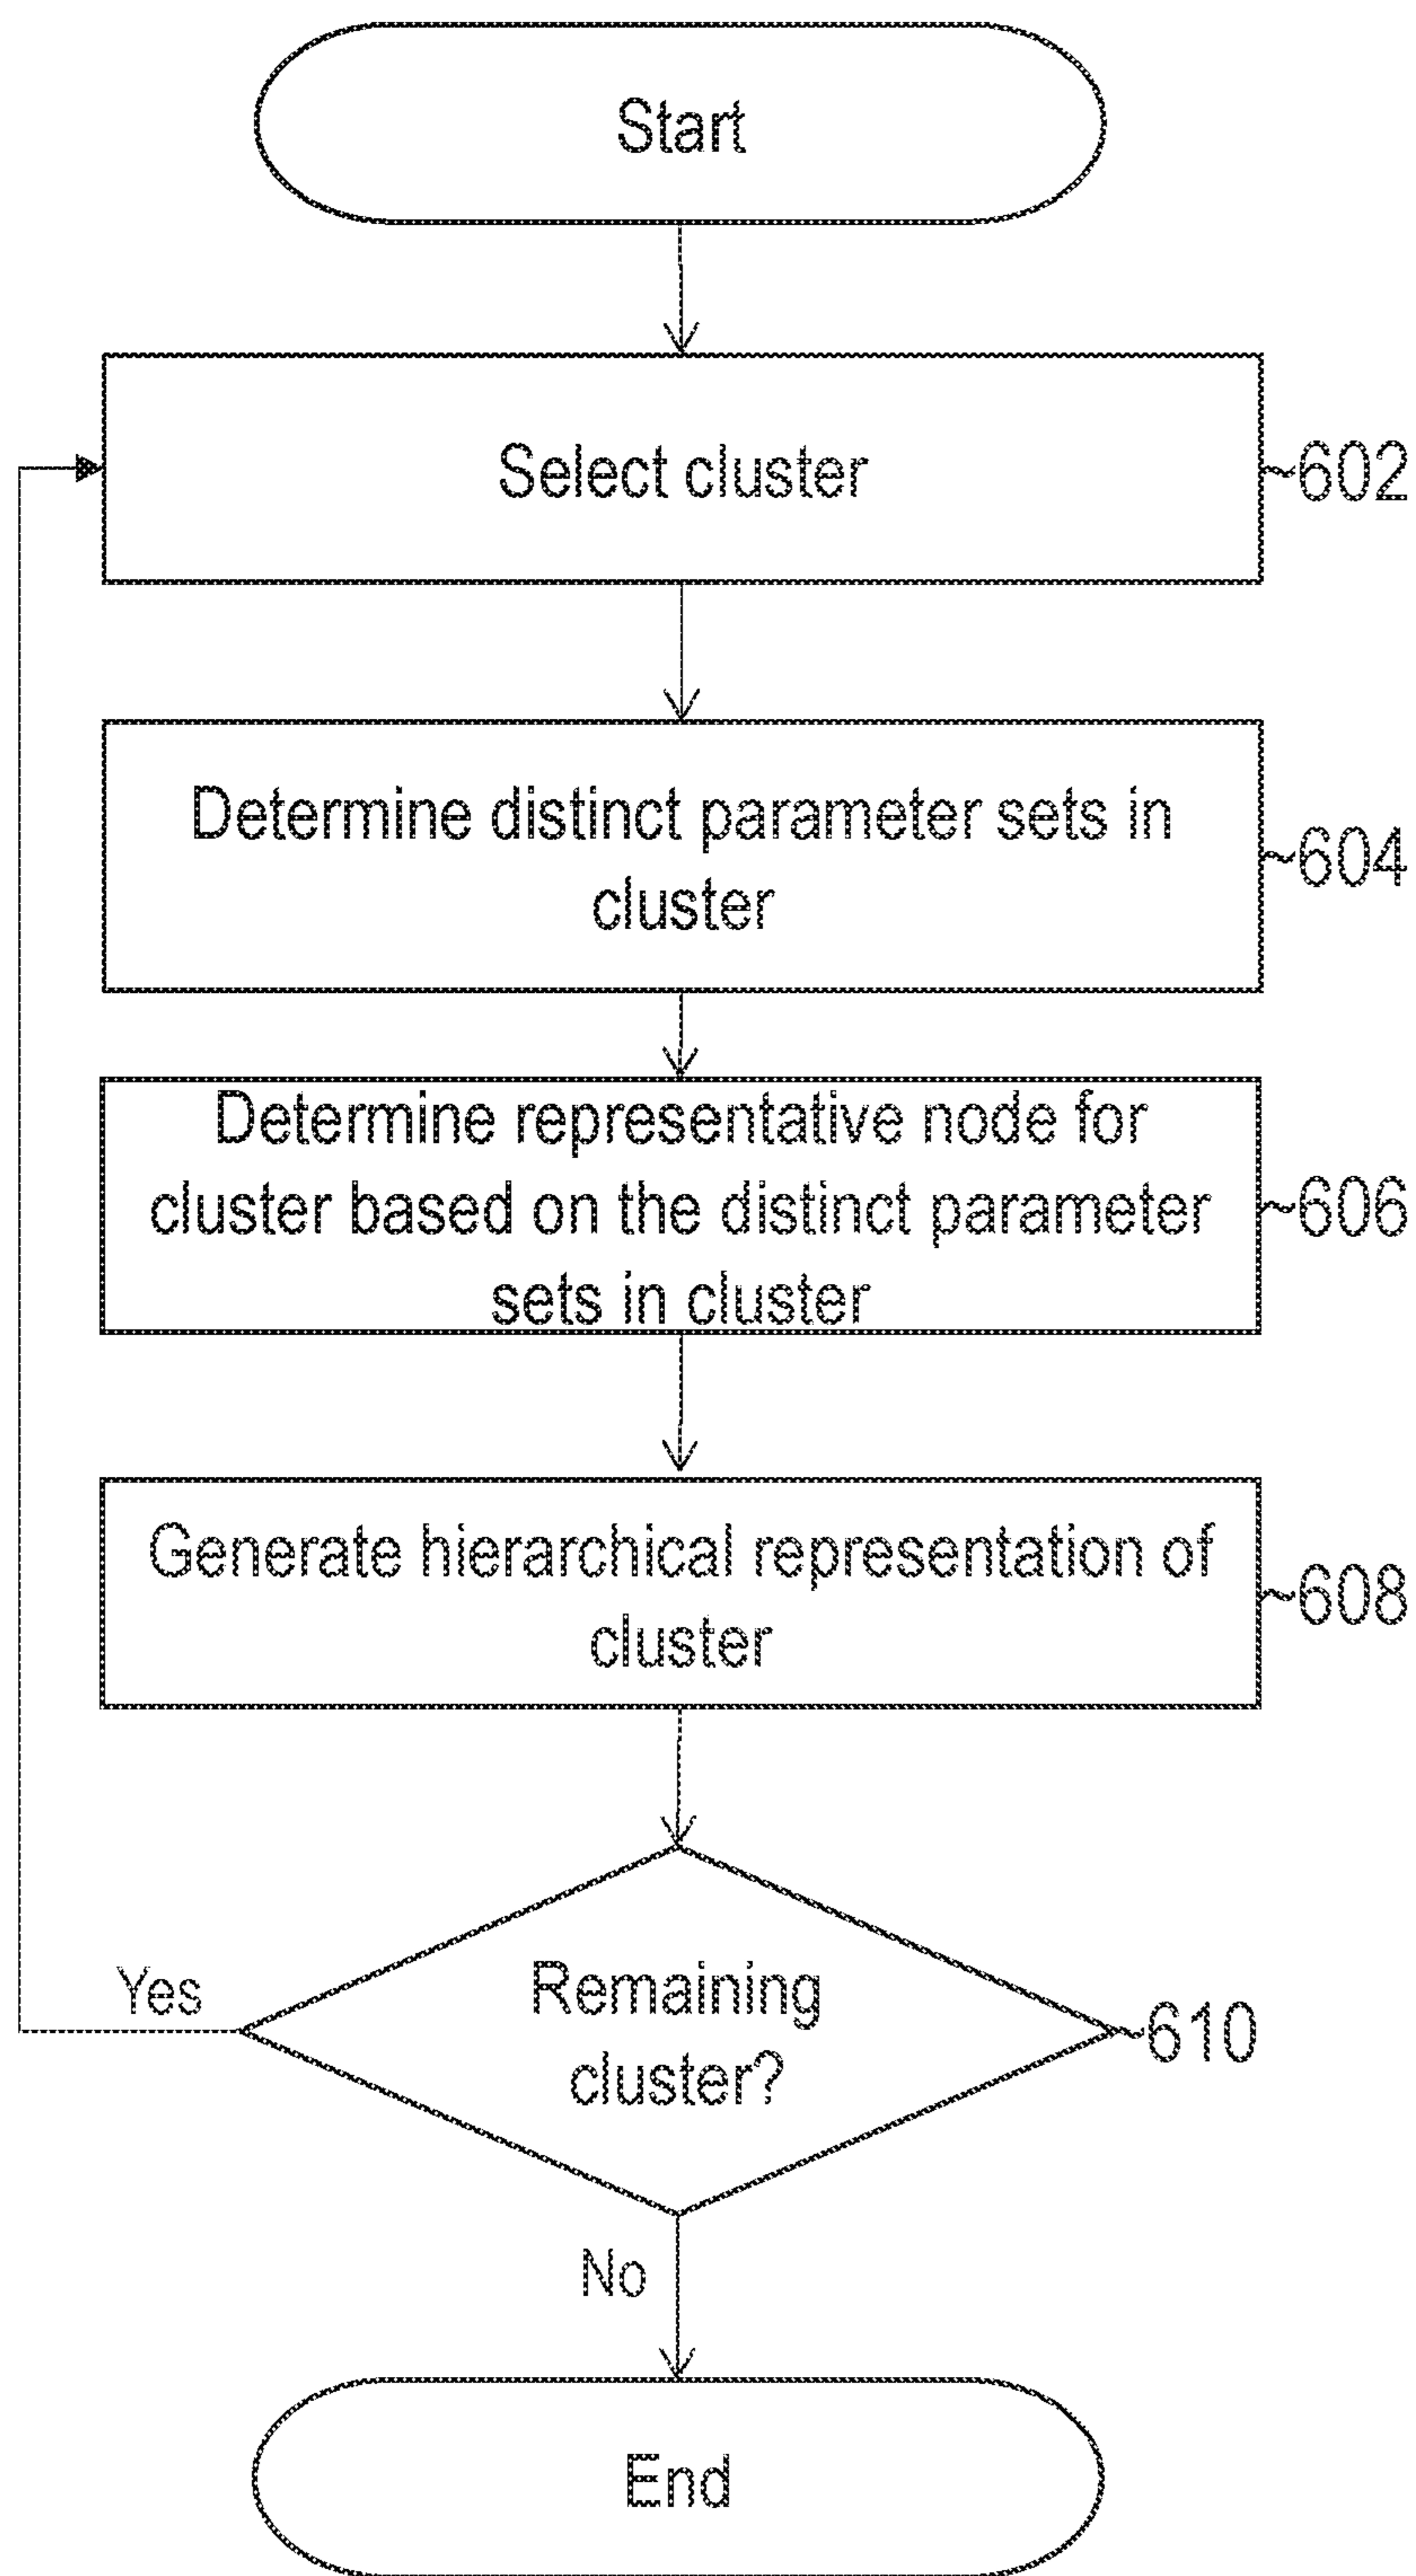 Start
Select cluster
602
Determine distinct parameter sets in
cluster
604
Determine representative node for
cluster based on the distinct parameter
sets in cluster
606
Generate hierarchical representation of
cluster
608
Remaining
cluster?
610
Yes
No
End